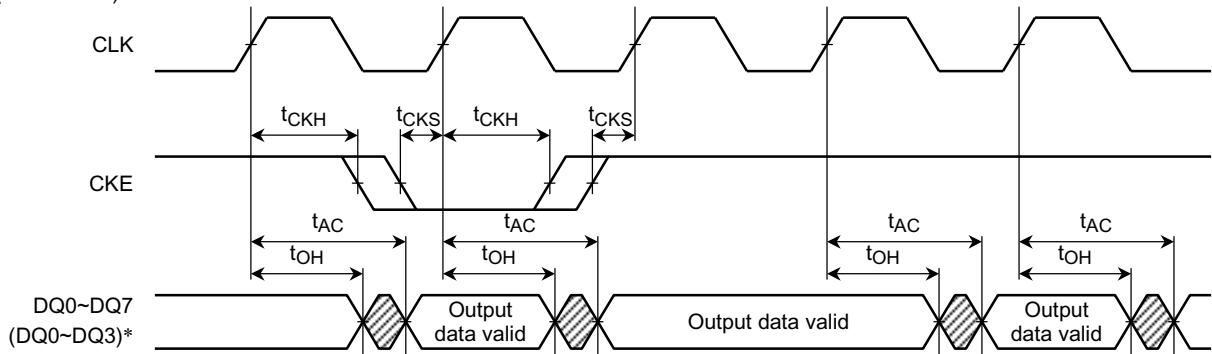 CLK
tCKH tCKS tCKH tCKS
CKE
tAC tAC tAC tAC
tOH tOH tOH tOH
DQ0~DQ7
(DQ0~DQ3)*
Output
data valid
Output data valid
Output
data valid